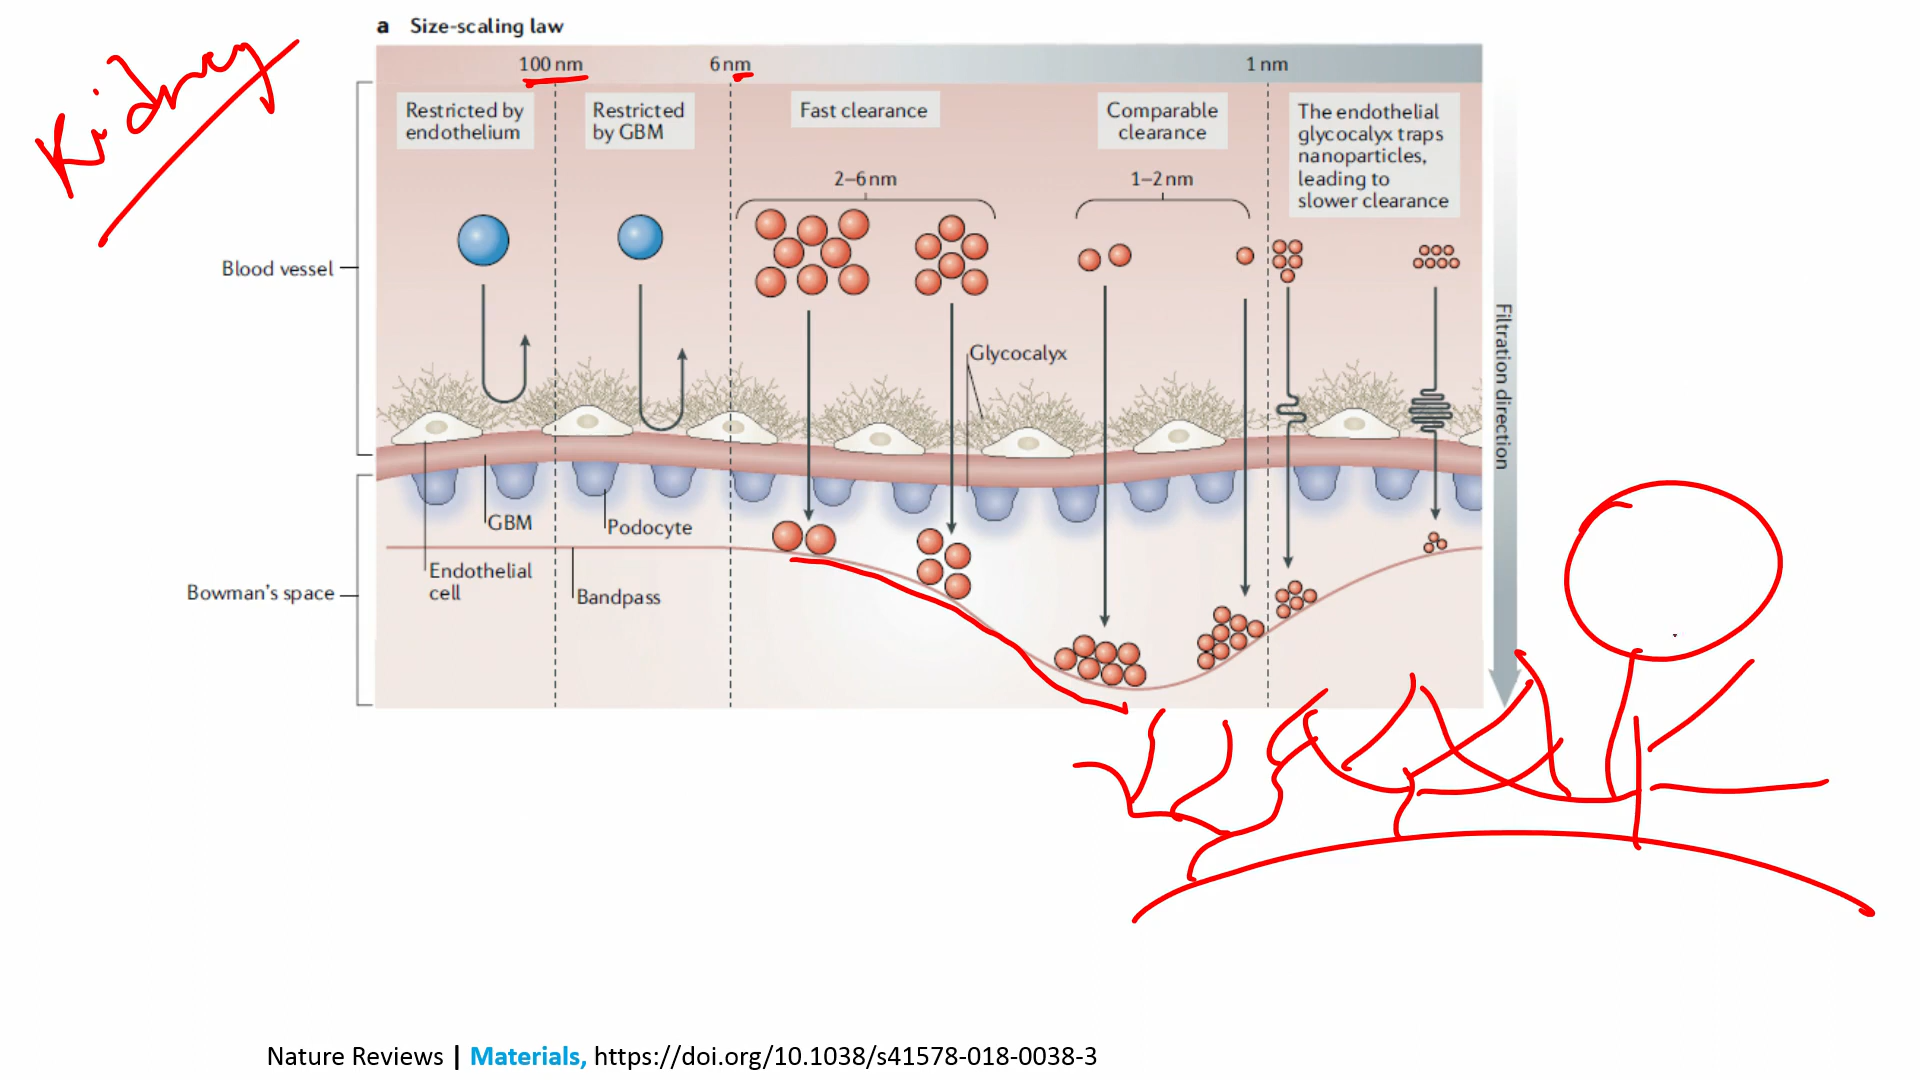 a Size-scaling law
Kidney
100 nm
6 nm
1 nm
Restricted by
endothelium
Restricted
by GBM
Fast clearance
Comparable
clearance
The endothelial
glycocalyx traps
nanoparticles,
leading to
slower clearance
2–6 nm
1–2 nm
Blood vessel
Glycocalyx
Filtration direction
GBM
Podocyte
Endothelial
cell
Bandpass
Bowman's space
Nature Reviews | Materials, https://doi.org/10.1038/s41578-018-0038-3